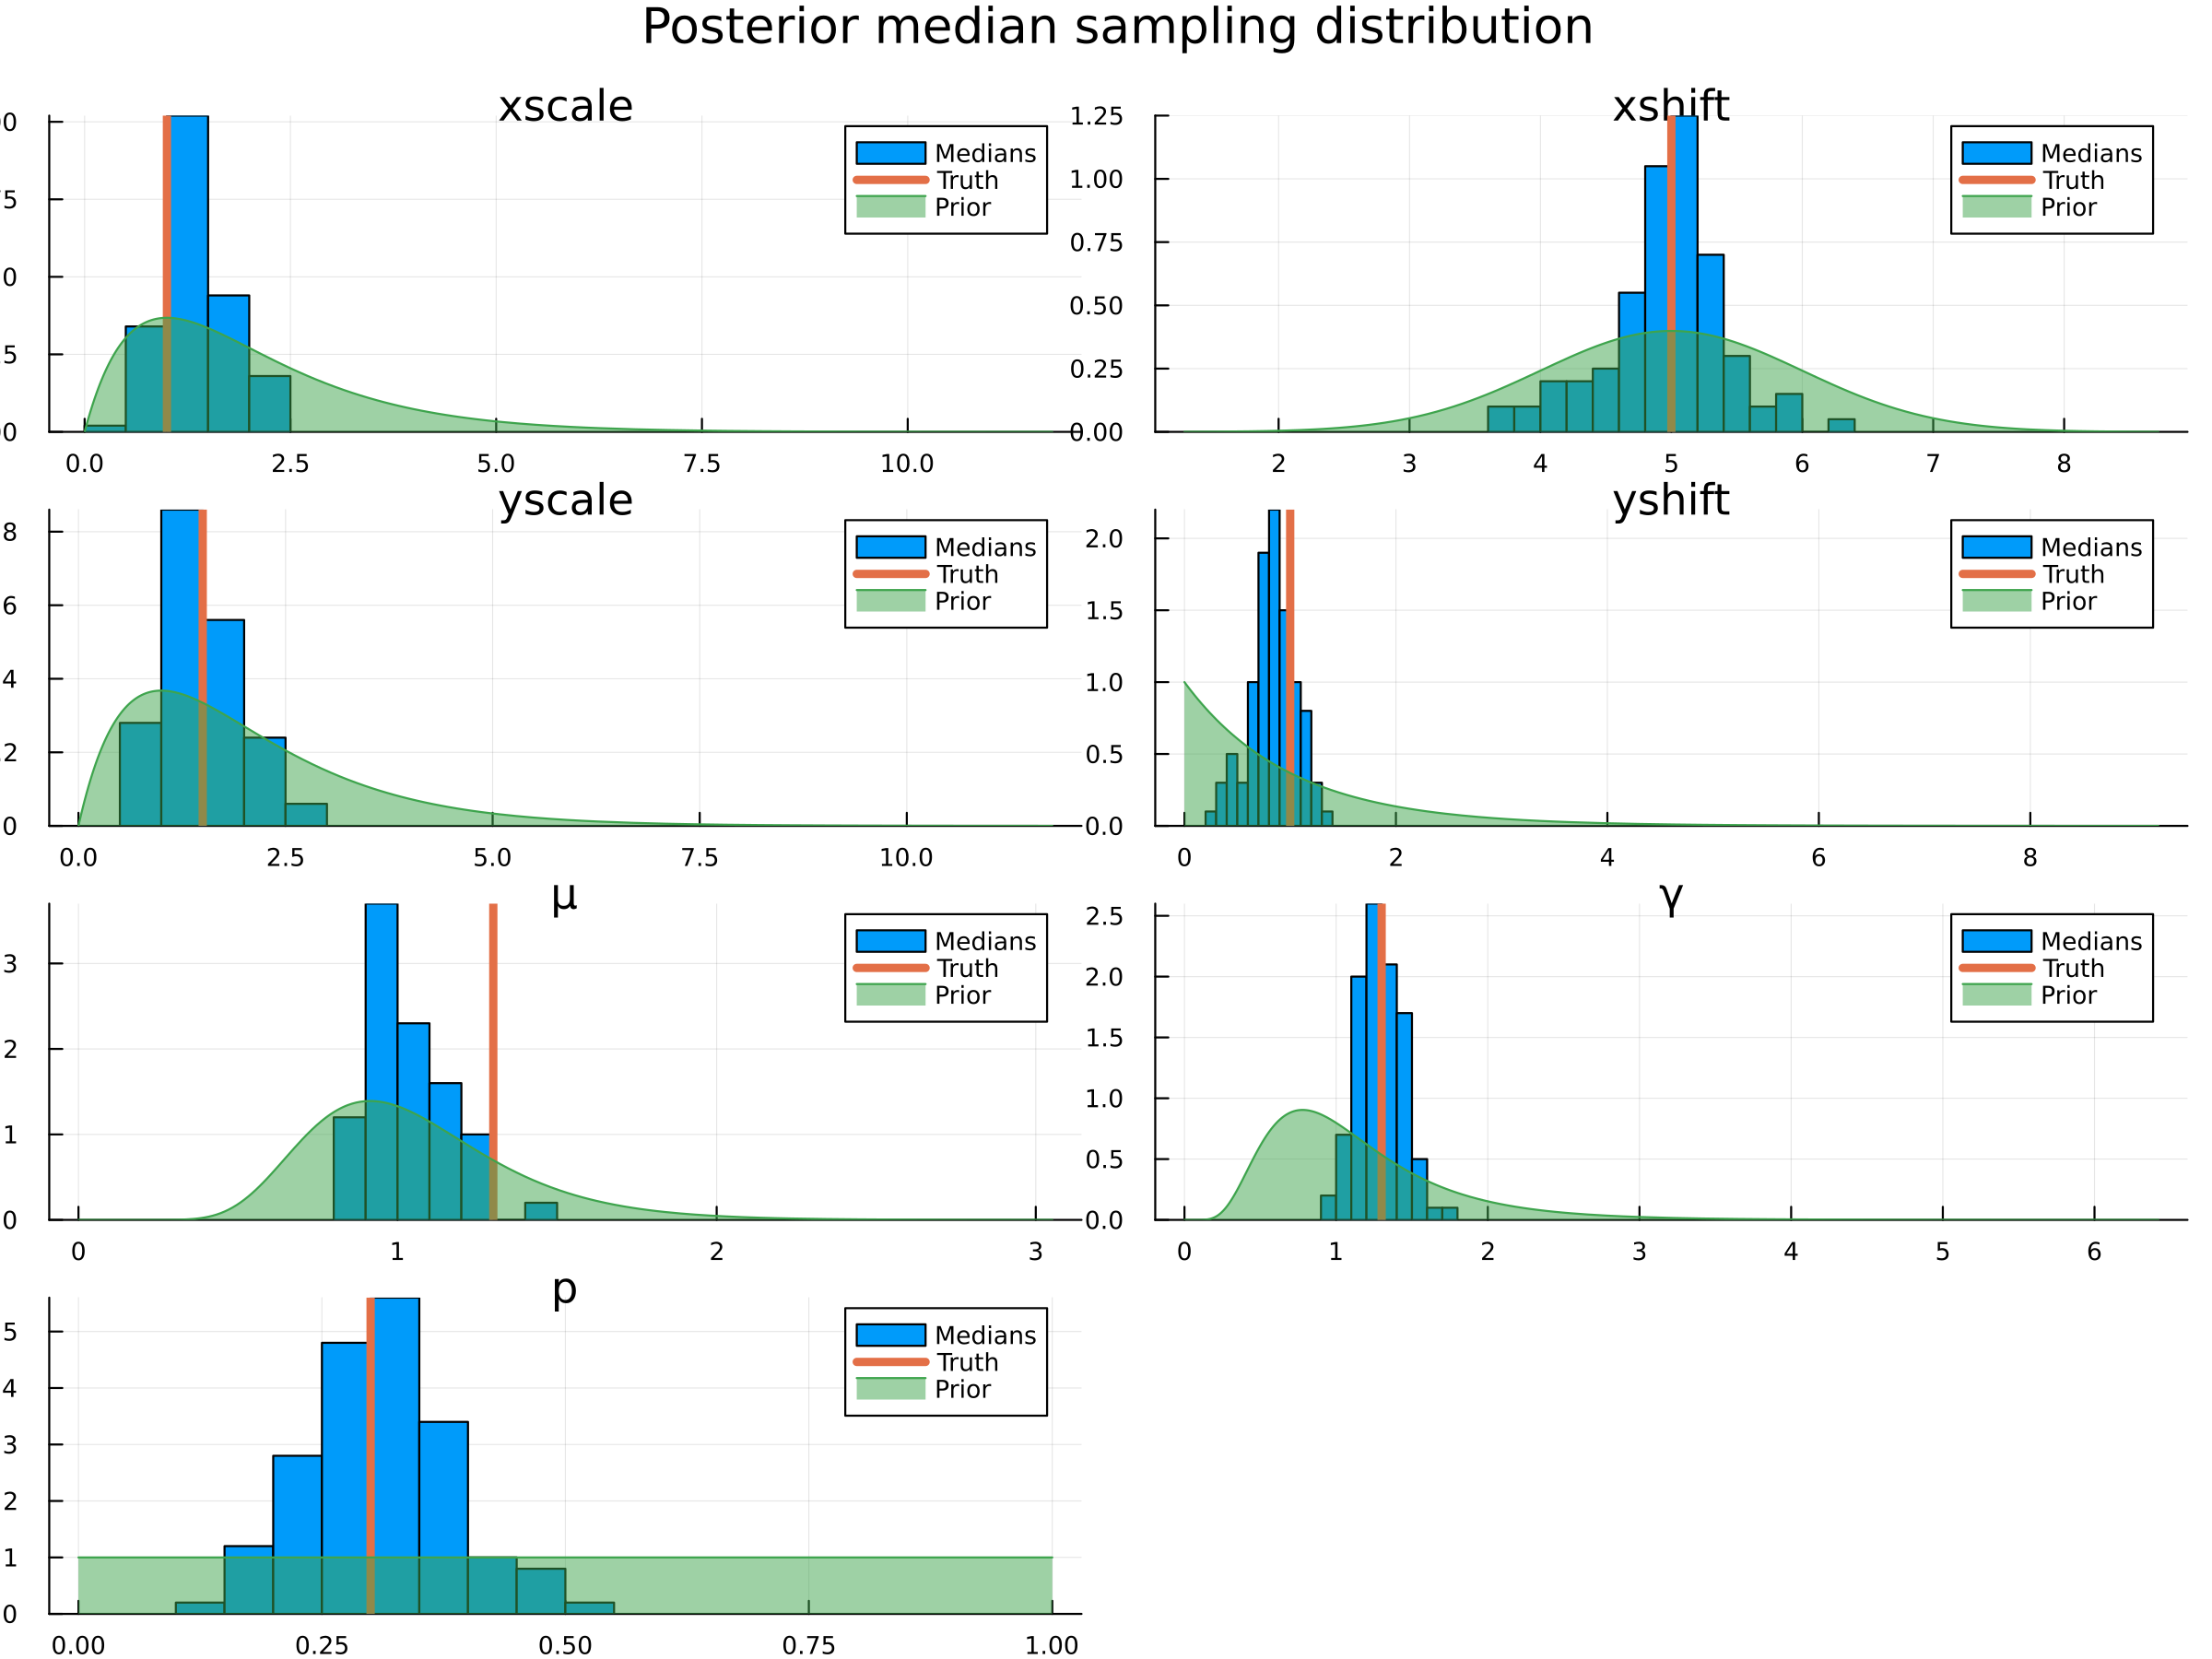 Posterior median sampling distribution
xscale
0
5
0
5
0
0.0 2.5 5.0 7.5 10.0
Medians
Truth
Prior
xshift
1.25
1.00
0.75
0.50
0.25
0.00
2 3 4 5 6 7 8
Medians
Truth
Prior
yscale
8
6
4
2
0
0.0 2.5 5.0 7.5 10.0
Medians
Truth
Prior
yshift
2.0
1.5
1.0
0.5
0.0
0 2 4 6 8
Medians
Truth
Prior
μ
3
2
1
0
0 1 2 3
Medians
Truth
Prior
γ
2.5
2.0
1.5
1.0
0.5
0.0
0 1 2 3 4 5 6
Medians
Truth
Prior
p
5
4
3
2
1
0
0.00 0.25 0.50 0.75 1.00
Medians
Truth
Prior